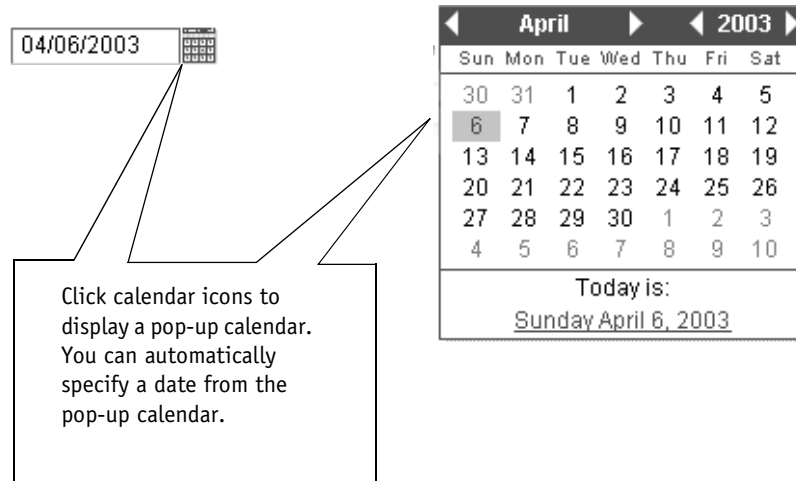 04/06/2003
April 2003
Sun Mon Tue Wed Thu Fri Sat
30 31 1 2 3 4 5
6 7 8 9 10 11 12
13 14 15 16 17 18 19
20 21 22 23 24 25 26
27 28 29 30 1 2 3
4 5 6 7 8 9 10
Today is:
Sunday April 6, 2003
Click calendar icons to
display a pop-up calendar.
You can automatically
specify a date from the
pop-up calendar.